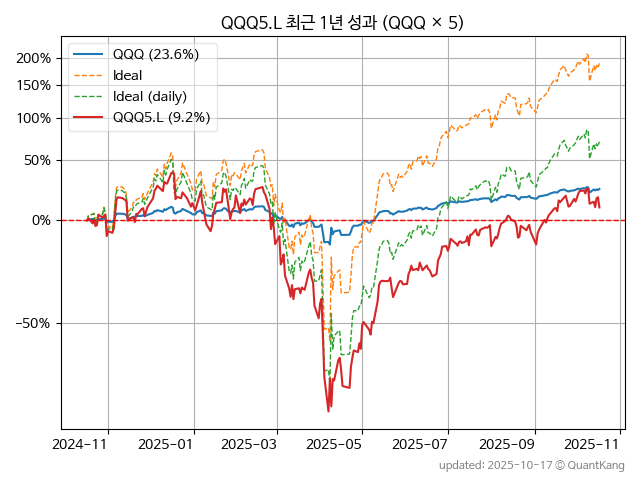 QQQ5.L 최근 1년 성과 (QQQ × 5)
QQQ (23.6%)
Ideal
Ideal (daily)
QQQ5.L (9.2%)
200%
150%
100%
50%
0%
−50%
2024-11 2025-01 2025-03 2025-05 2025-07 2025-09 2025-11
updated: 2025-10-17 © QuantKang